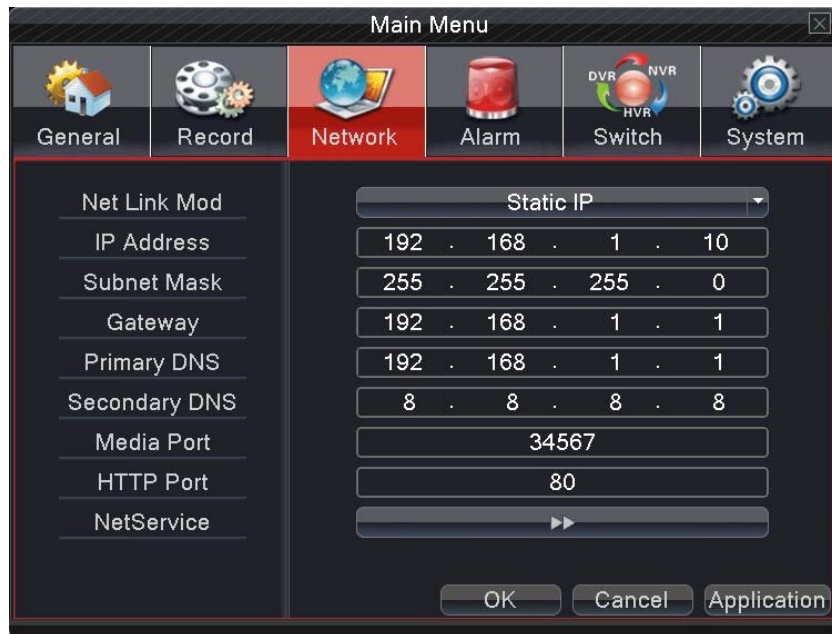 Main Menu
DVR NVR
HVR
General Record Network Alarm Switch System
Net Link Mod Static IP
IP Address 192 . 168 . 1 . 10
Subnet Mask 255 . 255 . 255 . 0
Gateway 192 . 168 . 1 . 1
Primary DNS 192 . 168 . 1 . 1
Secondary DNS 8 . 8 . 8 . 8
Media Port 34567
HTTP Port 80
NetService
OK Cancel Application